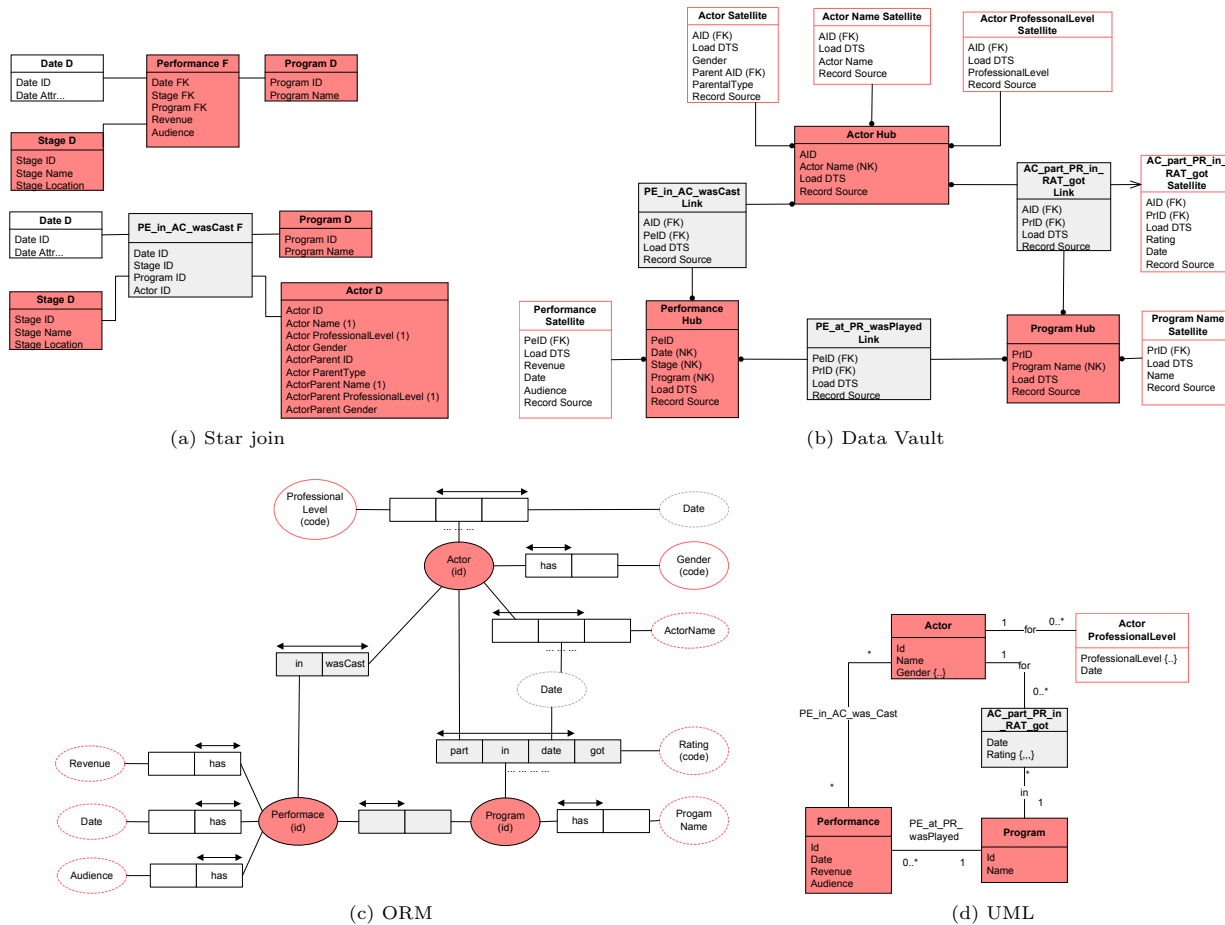 Date D
Date ID
Date Attr...
Performance F
Date FK
Stage FK
Program FK
Revenue
Audience
Program D
Program ID
Program Name
Stage D
Stage ID
Stage Name
Stage Location
Date D
Date ID
Date Attr...
PE_in_AC_wasCast F
Date ID
Stage ID
Program ID
Actor ID
Program D
Program ID
Program Name
Stage D
Stage ID
Stage Name
Stage Location
Actor D
Actor ID
Actor Name (1)
Actor ProfessionalLevel (1)
Actor Gender
ActorParent ID
Actor ParentType
ActorParent Name (1)
ActorParent ProfessionalLevel (1)
ActorParent Gender
(a) Star join
Actor Satellite
AID (FK)
Load DTS
Gender
Parent AID (FK)
ParentalType
Record Source
Actor Name Satellite
AID (FK)
Load DTS
Actor Name
Record Source
Actor ProfessonalLevel
Satellite
AID (FK)
Load DTS
ProfessionalLevel
Record Source
Actor Hub
AID
Actor Name (NK)
Load DTS
Record Source
PE_in_AC_wasCast
Link
AID (FK)
PeID (FK)
Load DTS
Record Source
AC_part_PR_in_
RAT_got
Link
AID (FK)
PrID (FK)
Load DTS
Record Source
AC_part_PR_in_
RAT_got
Satellite
AID (FK)
PrID (FK)
Load DTS
Rating
Date
Record Source
Performance
Satellite
PeID (FK)
Load DTS
Revenue
Date
Audience
Record Source
Performance
Hub
PeID
Date (NK)
Stage (NK)
Program (NK)
Load DTS
Record Source
PE_at_PR_wasPlayed
Link
PeID (FK)
PrID (FK)
Load DTS
Record Source
Program Hub
PrID
Program Name (NK)
Load DTS
Record Source
Program Name
Satellite
PrID (FK)
Load DTS
Name
Record Source
(b) Data Vault
Professional
Level
(code)
... ... ...
Date
Actor
(id)
has
Gender
(code)
ActorName
... ... ...
in
wasCast
Date
part
in
date
got
... ... ... ...
Rating
(code)
Revenue
has
Date
has
Audience
has
Performace
(id)
Program
(id)
has
Progam
Name
(c) ORM
Actor
Id
Name
Gender {..}
1
for
0..*
Actor
ProfessionalLevel
ProfessionalLevel {..}
Date
1
for
0..*
*
PE_in_AC_was_Cast
*
AC_part_PR_in
_RAT_got
Date
Rating {,,,}
*
in
1
Performance
Id
Date
Revenue
Audience
PE_at_PR_
wasPlayed
0..*
1
Program
Id
Name
(d) UML